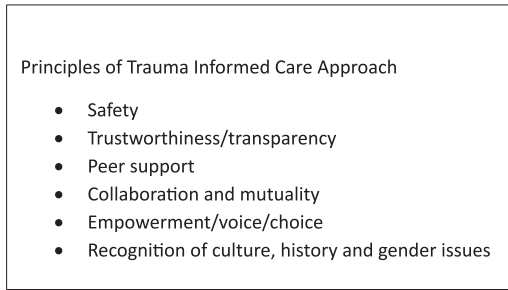 Principles of Trauma Informed Care Approach
• Safety
• Trustworthiness/transparency
• Peer support
• Collaboration and mutuality
• Empowerment/voice/choice
• Recognition of culture, history and gender issues